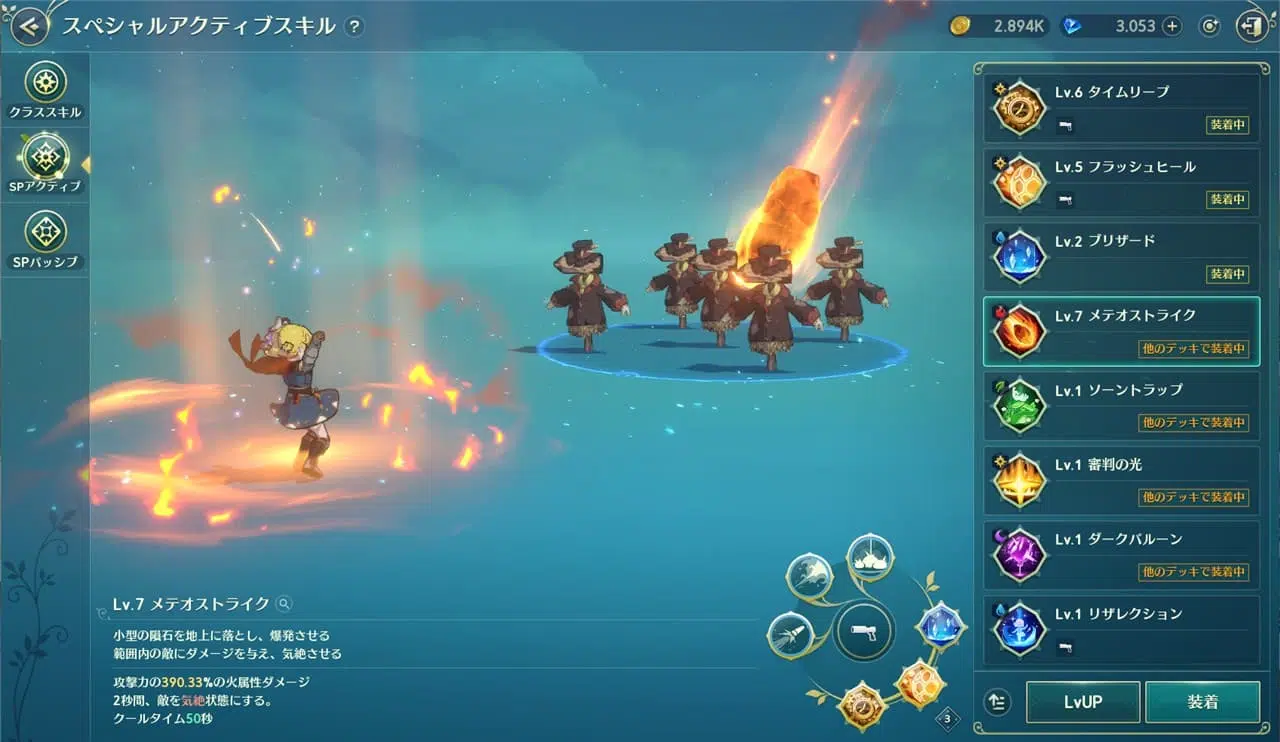 スペシャルアクティブスキル ?
2.894K
3.053
クラススキル
SPアクティブ
SPパッシブ
Lv.7 メテオストライク
小型の隕石を地上に落とし、爆発させる
範囲内の敵にダメージを与え、気絶させる
攻撃力の390.33%の火属性ダメージ
2秒間、敵を気絶状態にする。
クールタイム50秒
3
Lv.6 タイムリープ
装着中
Lv.5 フラッシュヒール
装着中
Lv.2 ブリザード
装着中
Lv.7 メテオストライク
他のデッキで装着中
Lv.1 ソーントラップ
他のデッキで装着中
Lv.1 審判の光
他のデッキで装着中
Lv.1 ダークバルーン
他のデッキで装着中
Lv.1 リザレクション
LvUP
装着